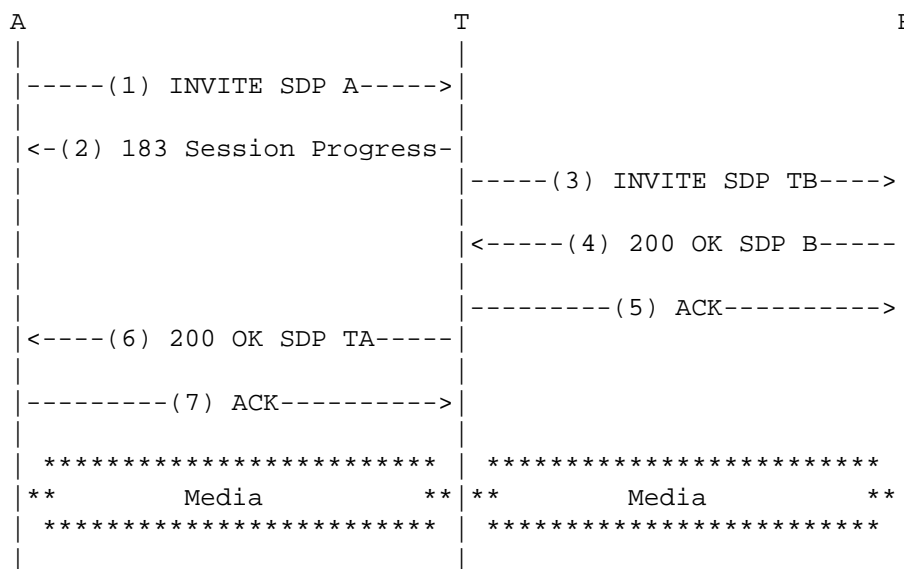 A T
|-----(1) INVITE SDP A----->|
|<-(2) 183 Session Progress-|
|-----(3) INVITE SDP TB---->
|<-----(4) 200 OK SDP B-----
|---------(5) ACK---------->
|<----(6) 200 OK SDP TA-----|
|---------(7) ACK---------->|
************************* *************************
|** Media **|** Media **
************************* *************************